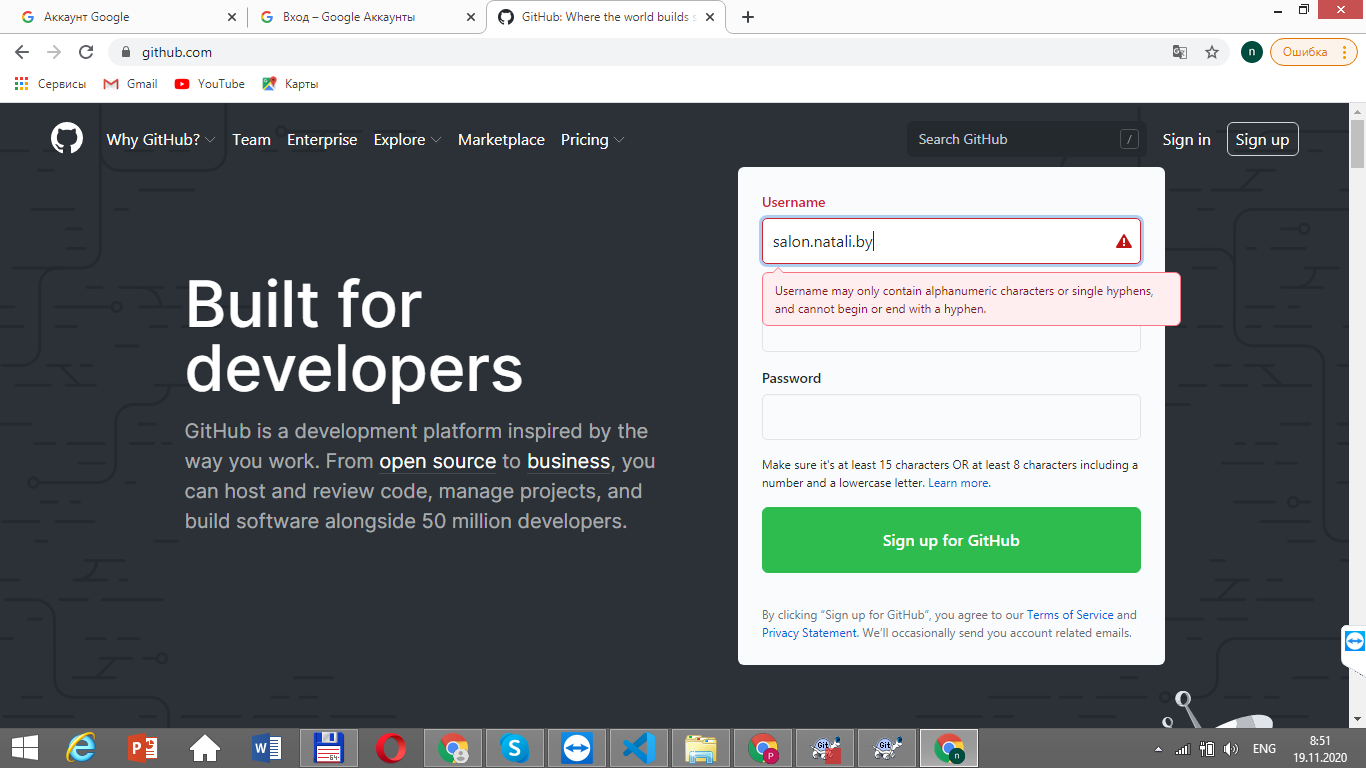 Аккаунт Google
Вход – Google Аккаунты
GitHub: Where the world builds
github.com
n
Ошибка
Сервисы
Gmail
YouTube
Карты
Why GitHub?
Team
Enterprise
Explore
Marketplace
Pricing
Search GitHub
/
Sign in
Sign up
Built for
developers
GitHub is a development platform inspired by the
way you work. From open source to business, you
can host and review code, manage projects, and
build software alongside 50 million developers.
Username
salon.natali.by
Username may only contain alphanumeric characters or single hyphens,
and cannot begin or end with a hyphen.
Password
Make sure it's at least 15 characters OR at least 8 characters including a
number and a lowercase letter. Learn more.
Sign up for GitHub
By clicking “Sign up for GitHub”, you agree to our Terms of Service and
Privacy Statement. We’ll occasionally send you account related emails.
64
P
Git
Git
n
ENG
8:51
19.11.2020